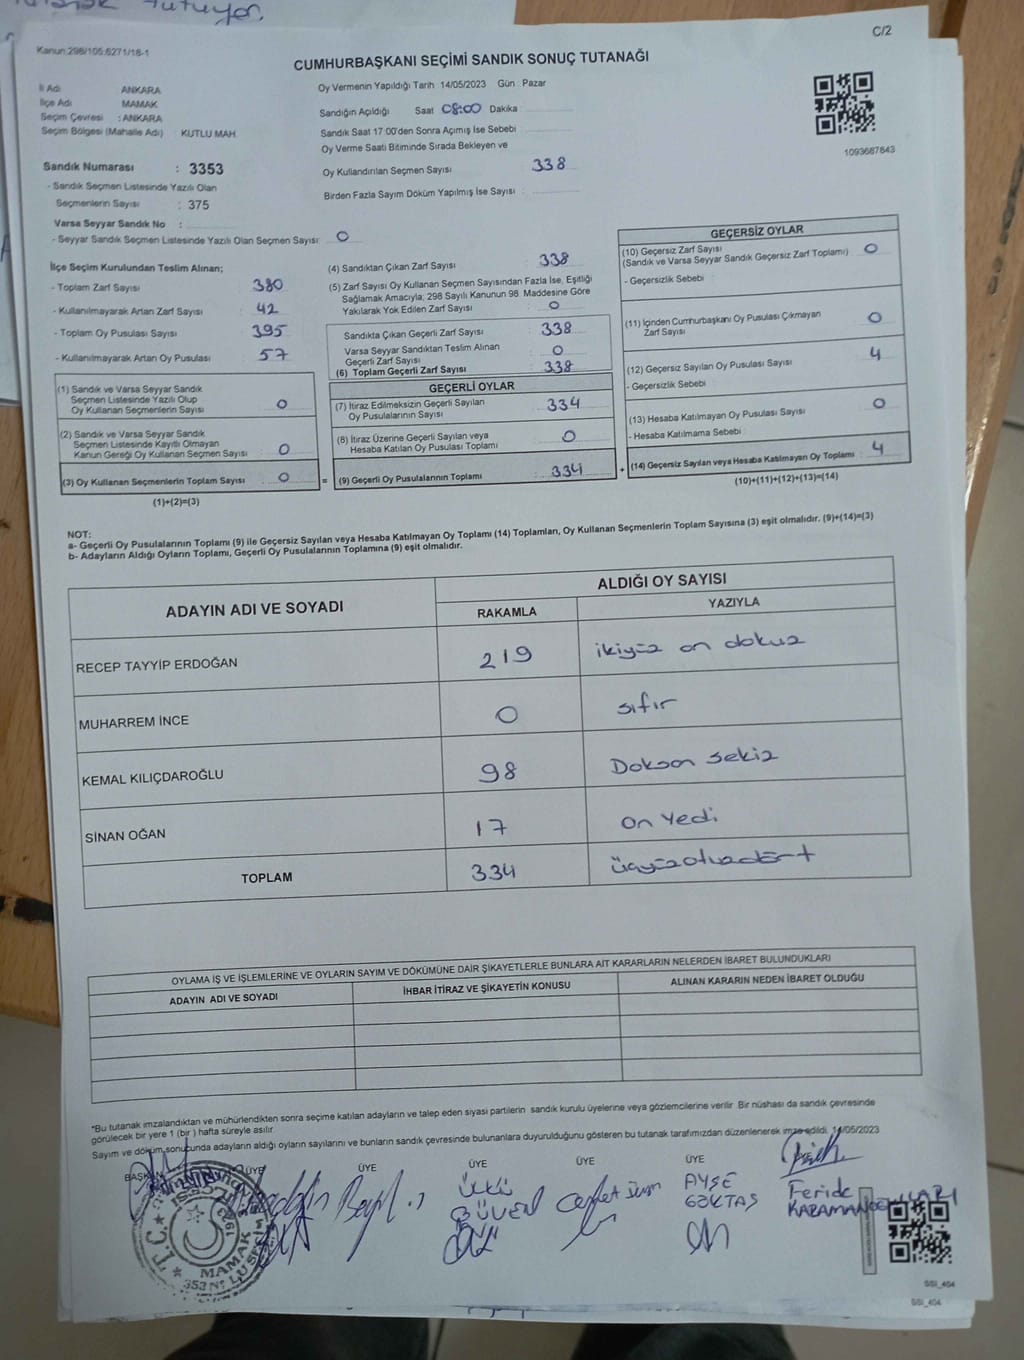 tutuyor.
C/2
Kanun:298/105,6271/18-1
CUMHURBAŞKANI SEÇİMİ SANDIK SONUÇ TUTANAĞI
İl Adı ANKARA
İlçe Adı MAMAK
Seçim Çevresi : ANKARA
Seçim Bölgesi (Mahalle Adı) KUTLU MAH
Oy Vermenin Yapıldığı Tarih 14/05/2023 Gün Pazar
Sandığın Açıldığı Saat 08:00 Dakika
Sandık Saat 17 00'den Sonra Açımış İse Sebebi
Oy Verme Saati Bitiminde Sırada Bekleyen ve
Oy Kullandırılan Seçmen Sayısı 338
Birden Fazla Sayım Döküm Yapılmış İse Sayısı :
1093687843
Sandık Numarası : 3353
- Sandık Seçmen Listesinde Yazılı Olan
Seçmenlerin Sayısı : 375
Varsa Seyyar Sandık No :
- Seyyar Sandık Seçmen Listesinde Yazılı Olan Seçmen Sayısı: 0
İlçe Seçim Kurulundan Teslim Alınan;
- Toplam Zarf Sayısı 380
- Kullanılmayarak Artan Zarf Sayısı 42
- Toplam Oy Pusulası Sayısı 395
- Kullanılmayarak Artan Oy Pusulası 57
(1) Sandık ve Varsa Seyyar Sandık
Seçmen Listesinde Yazılı Olup
Oy Kullanan Seçmenlerin Sayısı 0
(2) Sandık ve Varsa Seyyar Sandık
Seçmen Listesinde Kayıtlı Olmayan
Kanun Gereği Oy Kullanan Seçmen Sayısı 0
(3) Oy Kullanan Seçmenlerin Toplam Sayısı 0
(1)+(2)=(3)
(4) Sandıktan Çıkan Zarf Sayısı 338
(5) Zarf Sayısı Oy Kullanan Seçmen Sayısından Fazla İse, Eşitliği
Sağlamak Amacıyla, 298 Sayılı Kanunun 98. Maddesine Göre
Yakılarak Yok Edilen Zarf Sayısı 0
Sandıkta Çıkan Geçerli Zarf Sayısı 338
Varsa Seyyar Sandıktan Teslim Alınan
Geçerli Zarf Sayısı 0
(6) Toplam Geçerli Zarf Sayısı 338
GEÇERLİ OYLAR
(7) İtiraz Edilmeksizin Geçerli Sayılan
Oy Pusulalarının Sayısı 334
(8) İtiraz Üzerine Geçerli Sayılan veya
Hesaba Katılan Oy Pusulası Toplamı 0
= (9) Geçerli Oy Pusulalarının Toplamı 334 +
GEÇERSİZ OYLAR
(10) Geçersiz Zarf Sayısı
(Sandık ve Varsa Seyyar Sandık Geçersiz Zarf Toplamı) 0
- Geçersizlik Sebebi :
(11) İçinden Cumhurbaşkanı Oy Pusulası Çıkmayan
Zarf Sayısı 0
(12) Geçersiz Sayılan Oy Pusulası Sayısı 4
- Geçersizlik Sebebi
(13) Hesaba Katılmayan Oy Pusulası Sayısı 0
- Hesaba Katılmama Sebebi
(14) Geçersiz Sayılan veya Hesaba Katılmayan Oy Toplamı 4
(10)+(11)+(12)+(13)=(14)
NOT:
a- Geçerli Oy Pusulalarının Toplamı (9) ile Geçersiz Sayılan veya Hesaba Katılmayan Oy Toplamı (14) Toplamları, Oy Kullanan Seçmenlerin Toplam Sayısına (3) eşit olmalıdır. (9)+(14)=(3)
b- Adayların Aldığı Oyların Toplamı, Geçerli Oy Pusulalarının Toplamına (9) eşit olmalıdır.
ADAYIN ADI VE SOYADI ALDIĞI OY SAYISI
RAKAMLA YAZIYLA
RECEP TAYYİP ERDOĞAN 219 ikiyüz on dokuz
MUHARREM İNCE 0 sıfır
KEMAL KILIÇDAROĞLU 98 Doksan sekiz
SİNAN OĞAN 17 on yedi
TOPLAM 334 üçyüzotuzdört
OYLAMA İŞ VE İŞLEMLERİNE VE OYLARIN SAYIM VE DÖKÜMÜNE DAİR ŞİKAYETLERLE BUNLARA AİT KARARLARIN NELERDEN İBARET BULUNDUKLARI
ADAYIN ADI VE SOYADI İHBAR İTİRAZ VE ŞİKAYETİN KONUSU ALINAN KARARIN NEDEN İBARET OLDUĞU
*Bu tutanak imzalandıktan ve mühürlendikten sonra seçime katılan adayların ve talep eden siyasi partilerin sandık kurulu üyelerine veya gözlemcilerine verilir. Bir nüshası da sandık çevresinde
görülecek bir yere 1 (bir) hafta süreyle asılır.
Sayım ve döküm sonucunda adayların aldığı oyların sayılarını ve bunların sandık çevresinde bulunanlara duyurulduğunu gösteren bu tutanak tarafımızdan düzenlenerek imza edildi. 14/05/2023
BAŞKAN ÜYE ÜYE ÜYE ÜYE ÜYE
ÜLKÜ GÜVEN
AYŞE GÖKTAŞ
Feride KARAMANOĞULLARI
T.C.
MAMAK
SSİ_404
SSİ_404